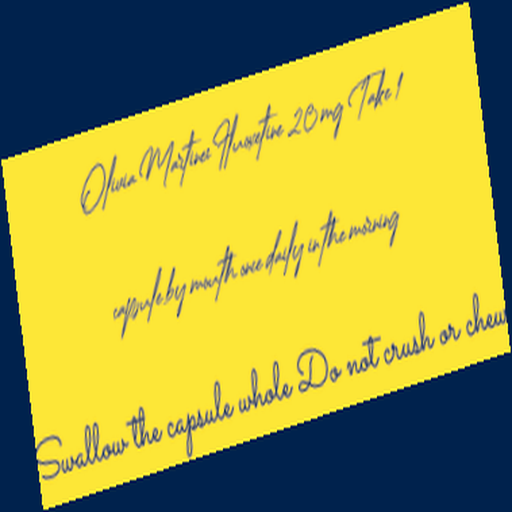 Olivia Martinez Fluoxetine 20 mg Take 1
capsule by mouth once daily in the morning
Swallow the capsule whole Do not crush or chew